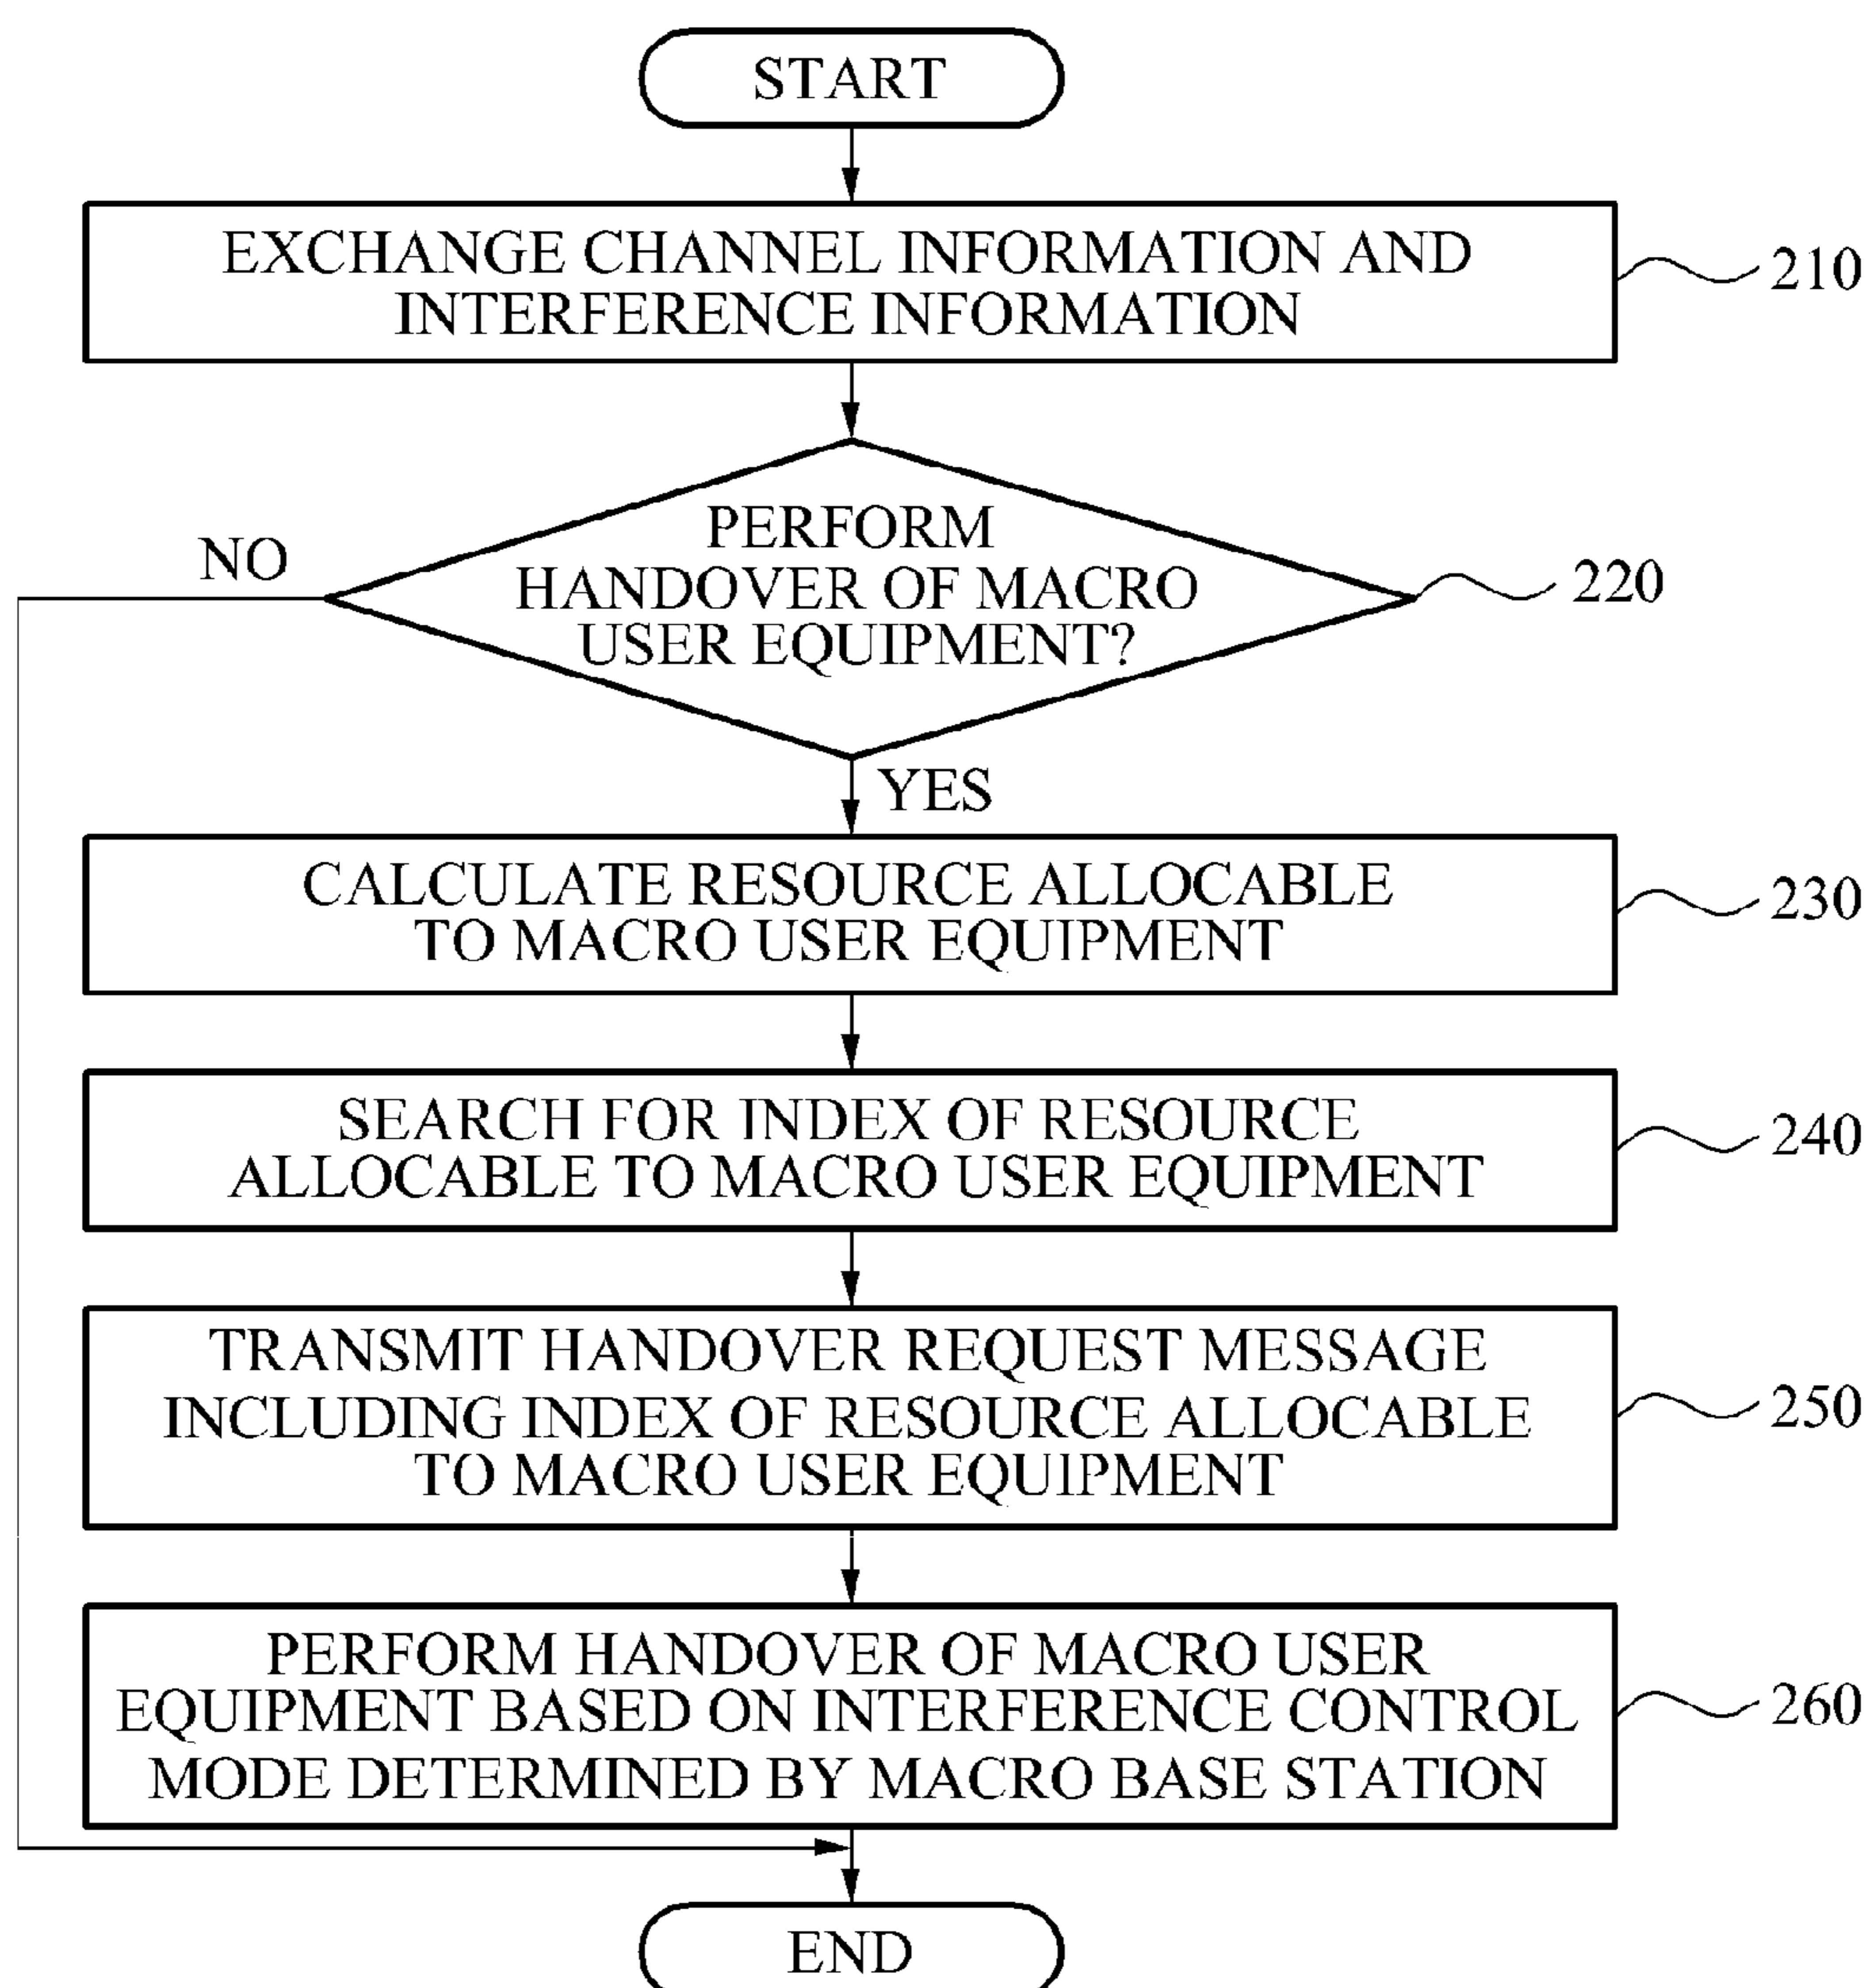 START
EXCHANGE CHANNEL INFORMATION AND
INTERFERENCE INFORMATION
210
PERFORM
HANDOVER OF MACRO
USER EQUIPMENT?
220
NO
YES
CALCULATE RESOURCE ALLOCABLE
TO MACRO USER EQUIPMENT
230
SEARCH FOR INDEX OF RESOURCE
ALLOCABLE TO MACRO USER EQUIPMENT
240
TRANSMIT HANDOVER REQUEST MESSAGE
INCLUDING INDEX OF RESOURCE ALLOCABLE
TO MACRO USER EQUIPMENT
250
PERFORM HANDOVER OF MACRO USER
EQUIPMENT BASED ON INTERFERENCE CONTROL
MODE DETERMINED BY MACRO BASE STATION
260
END